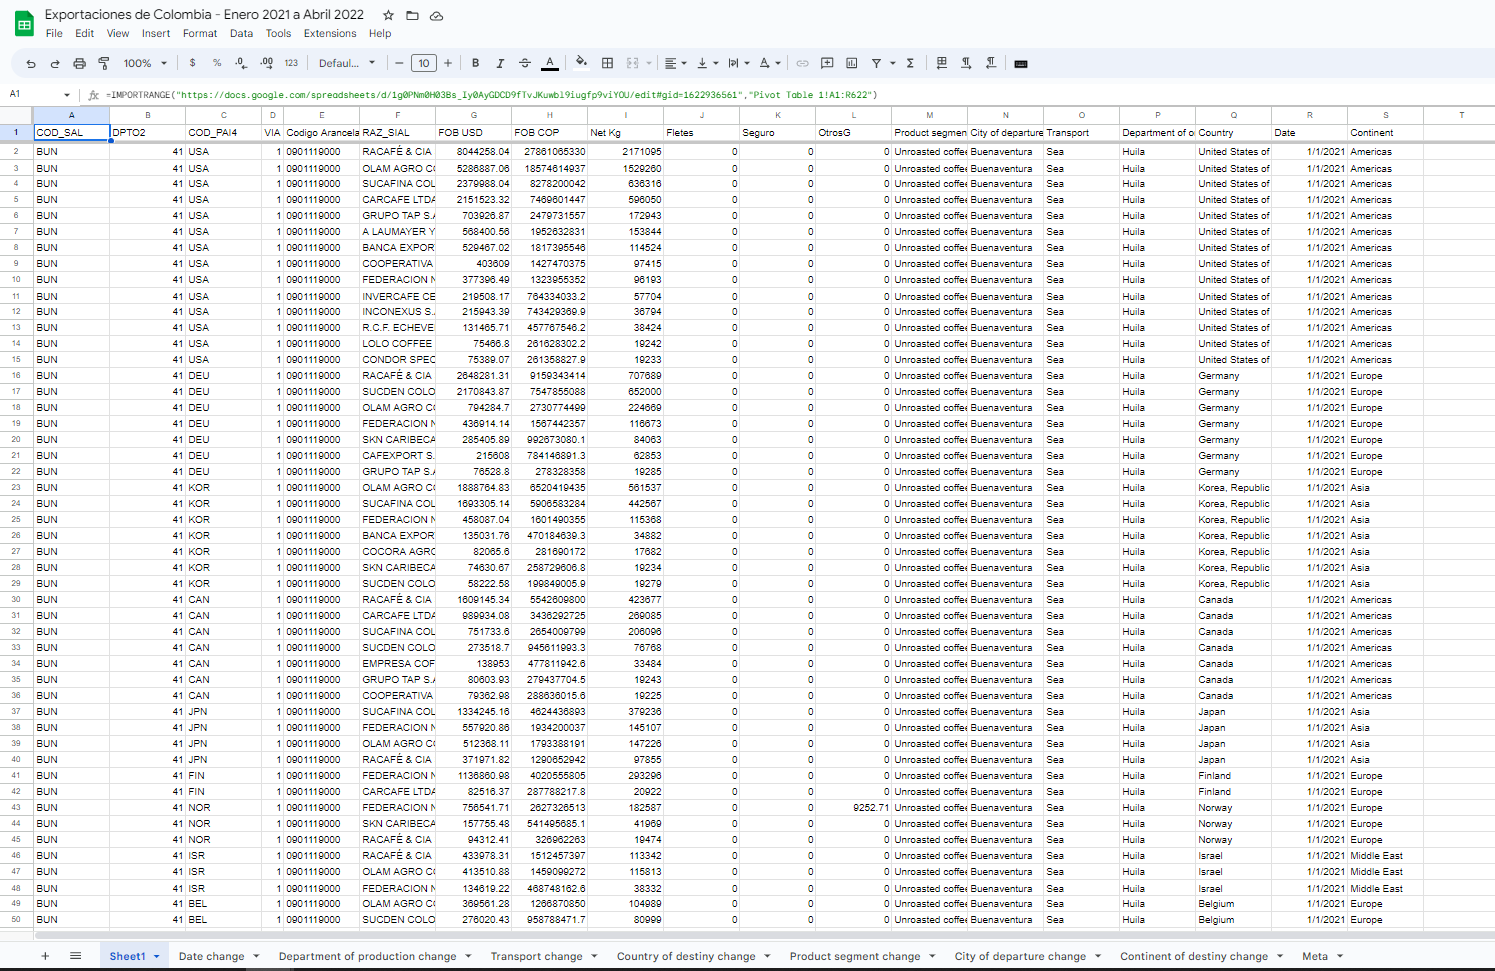 Exportaciones de Colombia - Enero 2021 a Abril 2022
File Edit View Insert Format Data Tools Extensions Help
100% $ % .0 .00 123 Defaul... − 10 + B I A
A1 fx =IMPORTRANGE("https://docs.google.com/spreadsheets/d/1g0PNm0H03Bs_Iy0AyGDCD9fTvJKuwbl9iugfp9viYOU/edit#gid=1622936561","Pivot Table 1!A1:R622")
A B C D E F G H I J K L M N O P Q R S T
1 COD_SAL DPTO2 COD_PAI4 VIA Codigo Arancela RAZ_SIAL FOB USD FOB COP Net Kg Fletes Seguro OtrosG Product segmen City of departure Transport Department of o Country Date Continent
2 BUN 41 USA 1 0901119000 RACAFÉ & CIA 8044258.04 27861065330 2171095 0 0 0 Unroasted coffee Buenaventura Sea Huila United States of 1/1/2021 Americas
3 BUN 41 USA 1 0901119000 OLAM AGRO CO 5286887.06 18574614937 1529260 0 0 0 Unroasted coffee Buenaventura Sea Huila United States of 1/1/2021 Americas
4 BUN 41 USA 1 0901119000 SUCAFINA COL 2379988.04 8278200042 636316 0 0 0 Unroasted coffee Buenaventura Sea Huila United States of 1/1/2021 Americas
5 BUN 41 USA 1 0901119000 CARCAFE LTDA 2151523.32 7469601447 596050 0 0 0 Unroasted coffee Buenaventura Sea Huila United States of 1/1/2021 Americas
6 BUN 41 USA 1 0901119000 GRUPO TAP S.A 703926.87 2479731557 172943 0 0 0 Unroasted coffee Buenaventura Sea Huila United States of 1/1/2021 Americas
7 BUN 41 USA 1 0901119000 A LAUMAYER Y 568400.56 1952632831 153844 0 0 0 Unroasted coffee Buenaventura Sea Huila United States of 1/1/2021 Americas
8 BUN 41 USA 1 0901119000 BANCA EXPOR 529467.02 1817395546 114524 0 0 0 Unroasted coffee Buenaventura Sea Huila United States of 1/1/2021 Americas
9 BUN 41 USA 1 0901119000 COOPERATIVA 403609 1427470375 97415 0 0 0 Unroasted coffee Buenaventura Sea Huila United States of 1/1/2021 Americas
10 BUN 41 USA 1 0901119000 FEDERACION N 377396.49 1323955352 96193 0 0 0 Unroasted coffee Buenaventura Sea Huila United States of 1/1/2021 Americas
11 BUN 41 USA 1 0901119000 INVERCAFE CE 219508.17 764334033.2 57704 0 0 0 Unroasted coffee Buenaventura Sea Huila United States of 1/1/2021 Americas
12 BUN 41 USA 1 0901119000 INCONEXUS S. 215943.39 743429369.9 36794 0 0 0 Unroasted coffee Buenaventura Sea Huila United States of 1/1/2021 Americas
13 BUN 41 USA 1 0901119000 R.C.F. ECHEVE 131465.71 457767546.2 38424 0 0 0 Unroasted coffee Buenaventura Sea Huila United States of 1/1/2021 Americas
14 BUN 41 USA 1 0901119000 LOLO COFFEE 75466.8 261628302.2 19242 0 0 0 Unroasted coffee Buenaventura Sea Huila United States of 1/1/2021 Americas
15 BUN 41 USA 1 0901119000 CONDOR SPEC 75389.07 261358827.9 19233 0 0 0 Unroasted coffee Buenaventura Sea Huila United States of 1/1/2021 Americas
16 BUN 41 DEU 1 0901119000 RACAFÉ & CIA 2648281.31 9159343414 707689 0 0 0 Unroasted coffee Buenaventura Sea Huila Germany 1/1/2021 Europe
17 BUN 41 DEU 1 0901119000 SUCDEN COLO 2170843.87 7547855088 652000 0 0 0 Unroasted coffee Buenaventura Sea Huila Germany 1/1/2021 Europe
18 BUN 41 DEU 1 0901119000 OLAM AGRO CO 794284.7 2730774499 224669 0 0 0 Unroasted coffee Buenaventura Sea Huila Germany 1/1/2021 Europe
19 BUN 41 DEU 1 0901119000 FEDERACION N 436914.14 1567442357 116673 0 0 0 Unroasted coffee Buenaventura Sea Huila Germany 1/1/2021 Europe
20 BUN 41 DEU 1 0901119000 SKN CARIBECA 285405.89 992673080.1 84063 0 0 0 Unroasted coffee Buenaventura Sea Huila Germany 1/1/2021 Europe
21 BUN 41 DEU 1 0901119000 CAFEXPORT S. 215608 784146891.3 62853 0 0 0 Unroasted coffee Buenaventura Sea Huila Germany 1/1/2021 Europe
22 BUN 41 DEU 1 0901119000 GRUPO TAP S.A 76528.8 278328358 19285 0 0 0 Unroasted coffee Buenaventura Sea Huila Germany 1/1/2021 Europe
23 BUN 41 KOR 1 0901119000 OLAM AGRO CO 1888764.83 6520419435 561537 0 0 0 Unroasted coffee Buenaventura Sea Huila Korea, Republic 1/1/2021 Asia
24 BUN 41 KOR 1 0901119000 SUCAFINA COL 1693305.14 5906583284 442567 0 0 0 Unroasted coffee Buenaventura Sea Huila Korea, Republic 1/1/2021 Asia
25 BUN 41 KOR 1 0901119000 FEDERACION N 458087.04 1601490355 115368 0 0 0 Unroasted coffee Buenaventura Sea Huila Korea, Republic 1/1/2021 Asia
26 BUN 41 KOR 1 0901119000 BANCA EXPOR 135031.76 470184639.3 34882 0 0 0 Unroasted coffee Buenaventura Sea Huila Korea, Republic 1/1/2021 Asia
27 BUN 41 KOR 1 0901119000 COCORA AGRO 82065.6 281690172 17682 0 0 0 Unroasted coffee Buenaventura Sea Huila Korea, Republic 1/1/2021 Asia
28 BUN 41 KOR 1 0901119000 SKN CARIBECA 74630.67 258729606.8 19234 0 0 0 Unroasted coffee Buenaventura Sea Huila Korea, Republic 1/1/2021 Asia
29 BUN 41 KOR 1 0901119000 SUCDEN COLO 58222.58 199849005.9 19279 0 0 0 Unroasted coffee Buenaventura Sea Huila Korea, Republic 1/1/2021 Asia
30 BUN 41 CAN 1 0901119000 RACAFÉ & CIA 1609145.34 5542609800 423677 0 0 0 Unroasted coffee Buenaventura Sea Huila Canada 1/1/2021 Americas
31 BUN 41 CAN 1 0901119000 CARCAFE LTDA 989934.08 3436292725 269085 0 0 0 Unroasted coffee Buenaventura Sea Huila Canada 1/1/2021 Americas
32 BUN 41 CAN 1 0901119000 SUCAFINA COL 751733.6 2654009799 206096 0 0 0 Unroasted coffee Buenaventura Sea Huila Canada 1/1/2021 Americas
33 BUN 41 CAN 1 0901119000 SUCDEN COLO 273518.7 945611993.3 76768 0 0 0 Unroasted coffee Buenaventura Sea Huila Canada 1/1/2021 Americas
34 BUN 41 CAN 1 0901119000 EMPRESA COF 138953 477811942.6 33484 0 0 0 Unroasted coffee Buenaventura Sea Huila Canada 1/1/2021 Americas
35 BUN 41 CAN 1 0901119000 GRUPO TAP S.A 80603.93 279437704.5 19243 0 0 0 Unroasted coffee Buenaventura Sea Huila Canada 1/1/2021 Americas
36 BUN 41 CAN 1 0901119000 COOPERATIVA 79362.98 288636015.6 19225 0 0 0 Unroasted coffee Buenaventura Sea Huila Canada 1/1/2021 Americas
37 BUN 41 JPN 1 0901119000 SUCAFINA COL 1334245.16 4624436893 379236 0 0 0 Unroasted coffee Buenaventura Sea Huila Japan 1/1/2021 Asia
38 BUN 41 JPN 1 0901119000 FEDERACION N 557920.86 1934200037 145107 0 0 0 Unroasted coffee Buenaventura Sea Huila Japan 1/1/2021 Asia
39 BUN 41 JPN 1 0901119000 OLAM AGRO CO 512368.11 1793388191 147226 0 0 0 Unroasted coffee Buenaventura Sea Huila Japan 1/1/2021 Asia
40 BUN 41 JPN 1 0901119000 RACAFÉ & CIA 371971.82 1290652942 97855 0 0 0 Unroasted coffee Buenaventura Sea Huila Japan 1/1/2021 Asia
41 BUN 41 FIN 1 0901119000 FEDERACION N 1136860.98 4020555805 293296 0 0 0 Unroasted coffee Buenaventura Sea Huila Finland 1/1/2021 Europe
42 BUN 41 FIN 1 0901119000 CARCAFE LTDA 82516.37 287788217.8 20922 0 0 0 Unroasted coffee Buenaventura Sea Huila Finland 1/1/2021 Europe
43 BUN 41 NOR 1 0901119000 FEDERACION N 756541.71 2627326513 182587 0 0 9252.71 Unroasted coffee Buenaventura Sea Huila Norway 1/1/2021 Europe
44 BUN 41 NOR 1 0901119000 SKN CARIBECA 157755.48 541495685.1 41969 0 0 0 Unroasted coffee Buenaventura Sea Huila Norway 1/1/2021 Europe
45 BUN 41 NOR 1 0901119000 RACAFÉ & CIA 94312.41 326962263 19474 0 0 0 Unroasted coffee Buenaventura Sea Huila Norway 1/1/2021 Europe
46 BUN 41 ISR 1 0901119000 RACAFÉ & CIA 433978.31 1512457397 113342 0 0 0 Unroasted coffee Buenaventura Sea Huila Israel 1/1/2021 Middle East
47 BUN 41 ISR 1 0901119000 OLAM AGRO CO 413510.88 1459099272 115813 0 0 0 Unroasted coffee Buenaventura Sea Huila Israel 1/1/2021 Middle East
48 BUN 41 ISR 1 0901119000 FEDERACION N 134619.22 468748162.6 38332 0 0 0 Unroasted coffee Buenaventura Sea Huila Israel 1/1/2021 Middle East
49 BUN 41 BEL 1 0901119000 OLAM AGRO CO 369561.28 1266870850 104989 0 0 0 Unroasted coffee Buenaventura Sea Huila Belgium 1/1/2021 Europe
50 BUN 41 BEL 1 0901119000 SUCDEN COLO 276020.43 958788471.7 80999 0 0 0 Unroasted coffee Buenaventura Sea Huila Belgium 1/1/2021 Europe
+ Sheet1 Date change Department of production change Transport change Country of destiny change Product segment change City of departure change Continent of destiny change Meta